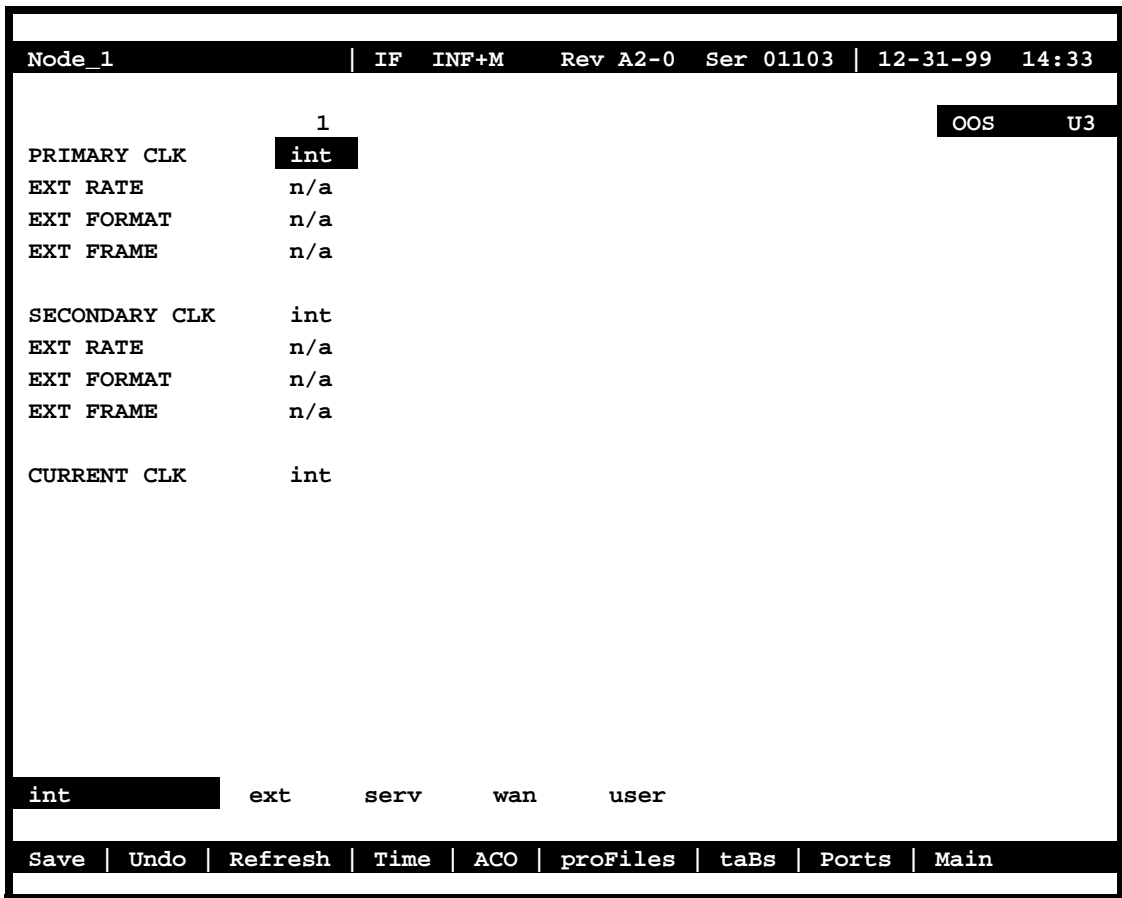 Node_1 | IF INF+M Rev A2-0 Ser 01103 | 12-31-99 14:33
1 OOS U3
PRIMARY CLK int
EXT RATE n/a
EXT FORMAT n/a
EXT FRAME n/a
SECONDARY CLK int
EXT RATE n/a
EXT FORMAT n/a
EXT FRAME n/a
CURRENT CLK int
int ext serv wan user
Save | Undo | Refresh | Time | ACO | proFiles | taBs | Ports | Main